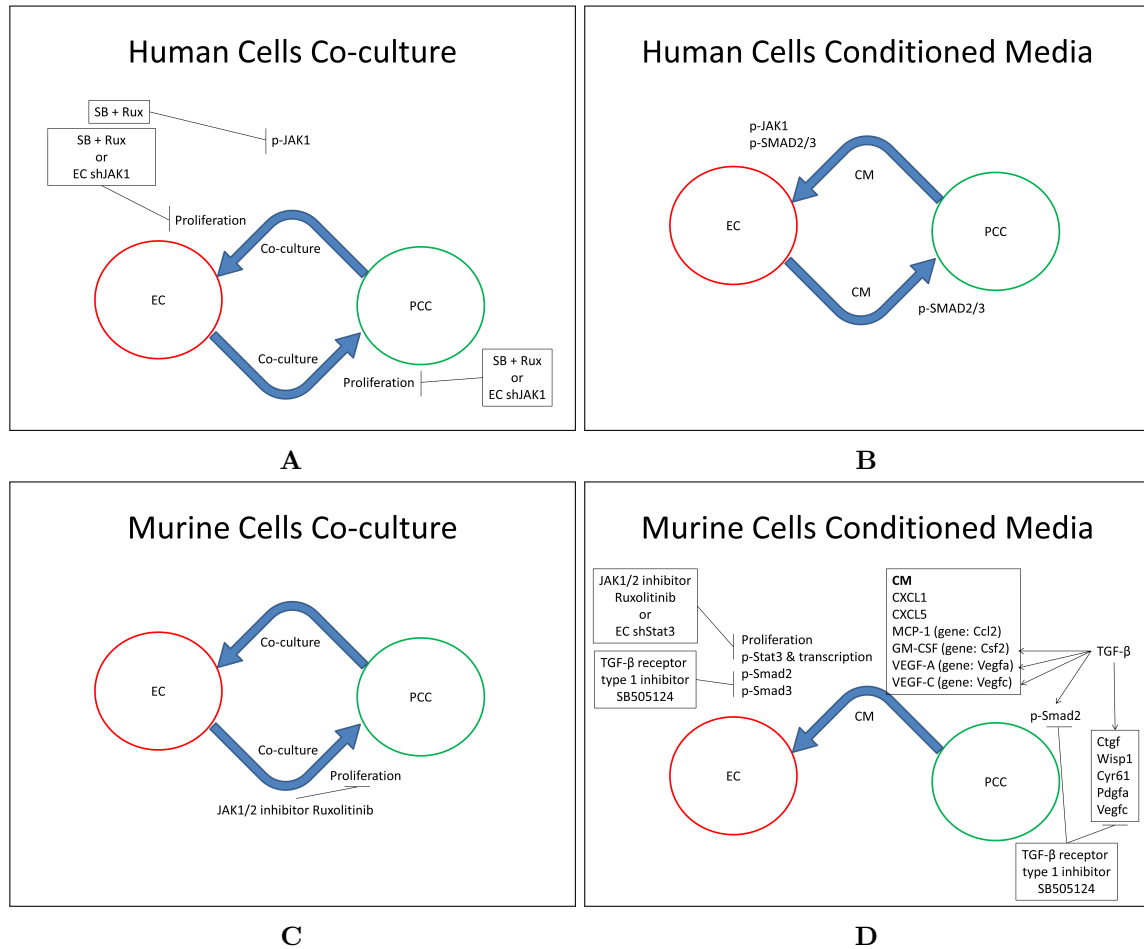 Human Cells Co-culture
SB + Rux
SB + Rux
or
EC shJAK1
p-JAK1
Proliferation
Co-culture
EC
PCC
Co-culture
Proliferation
SB + Rux
or
EC shJAK1
A
Human Cells Conditioned Media
p-JAK1
p-SMAD2/3
CM
EC
PCC
CM
p-SMAD2/3
B
Murine Cells Co-culture
Co-culture
EC
PCC
Co-culture
Proliferation
JAK1/2 inhibitor Ruxolitinib
C
Murine Cells Conditioned Media
JAK1/2 inhibitor
Ruxolitinib
or
EC shStat3
TGF-β receptor
type 1 inhibitor
SB505124
Proliferation
p-Stat3 & transcription
p-Smad2
p-Smad3
CM
CXCL1
CXCL5
MCP-1 (gene: Ccl2)
GM-CSF (gene: Csf2)
VEGF-A (gene: Vegfa)
VEGF-C (gene: Vegfc)
TGF-β
CM
p-Smad2
EC
PCC
Ctgf
Wisp1
Cyr61
Pdgfa
Vegfc
TGF-β receptor
type 1 inhibitor
SB505124
D